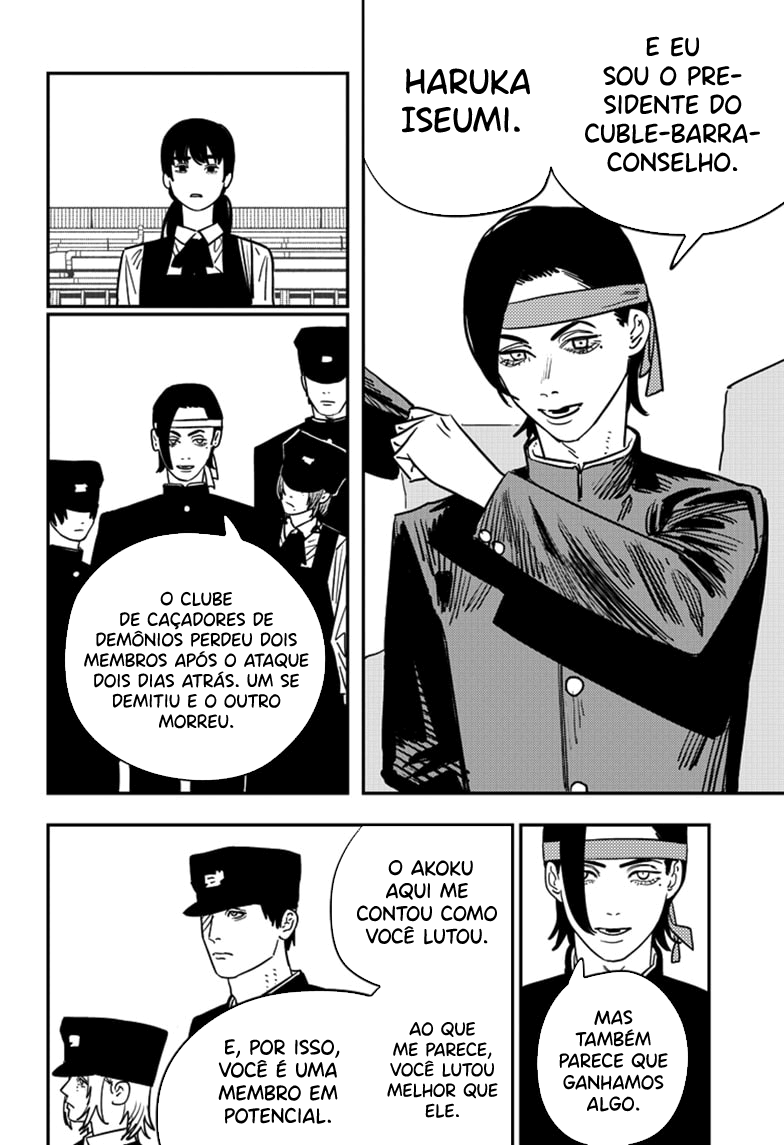 E EU
SOU O PRE-
SIDENTE DO
CUBLE-BARRA-
CONSELHO.
HARUKA
ISEUMI.
O CLUBE
DE CAÇADORES DE
DEMÔNIOS PERDEU DOIS
MEMBROS APÓS O ATAQUE
DOIS DIAS ATRÁS. UM SE
DEMITIU E O OUTRO
MORREU.
MAS
TAMBÉM
PARECE QUE
GANHAMOS
ALGO.
O AKOKU
AQUI ME
CONTOU COMO
VOCÊ LUTOU.
AO QUE
ME PARECE,
VOCÊ LUTOU
MELHOR QUE
ELE.
E, POR ISSO,
VOCÊ É UMA
MEMBRO EM
POTENCIAL.